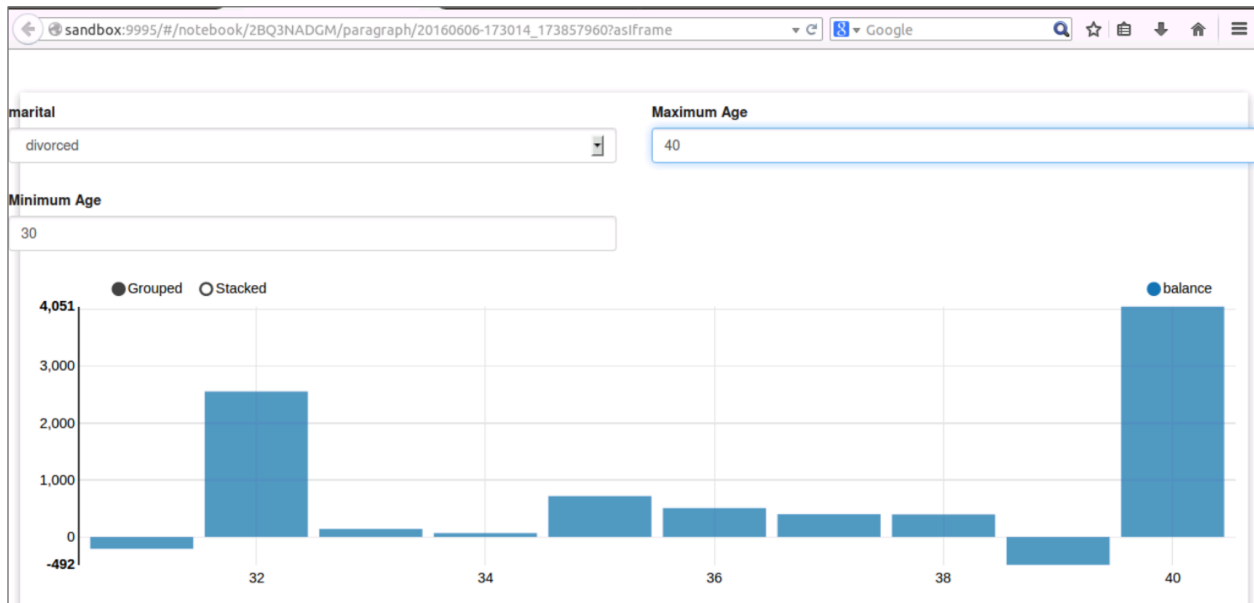 sandbox:9995/#/notebook/2BQ3NADGM/paragraph/20160606-173014_173857960?asIframe
Google
marital
Maximum Age
divorced
40
Minimum Age
30
Grouped Stacked
balance
4,051
3,000
2,000
1,000
0
-492
32 34 36 38 40